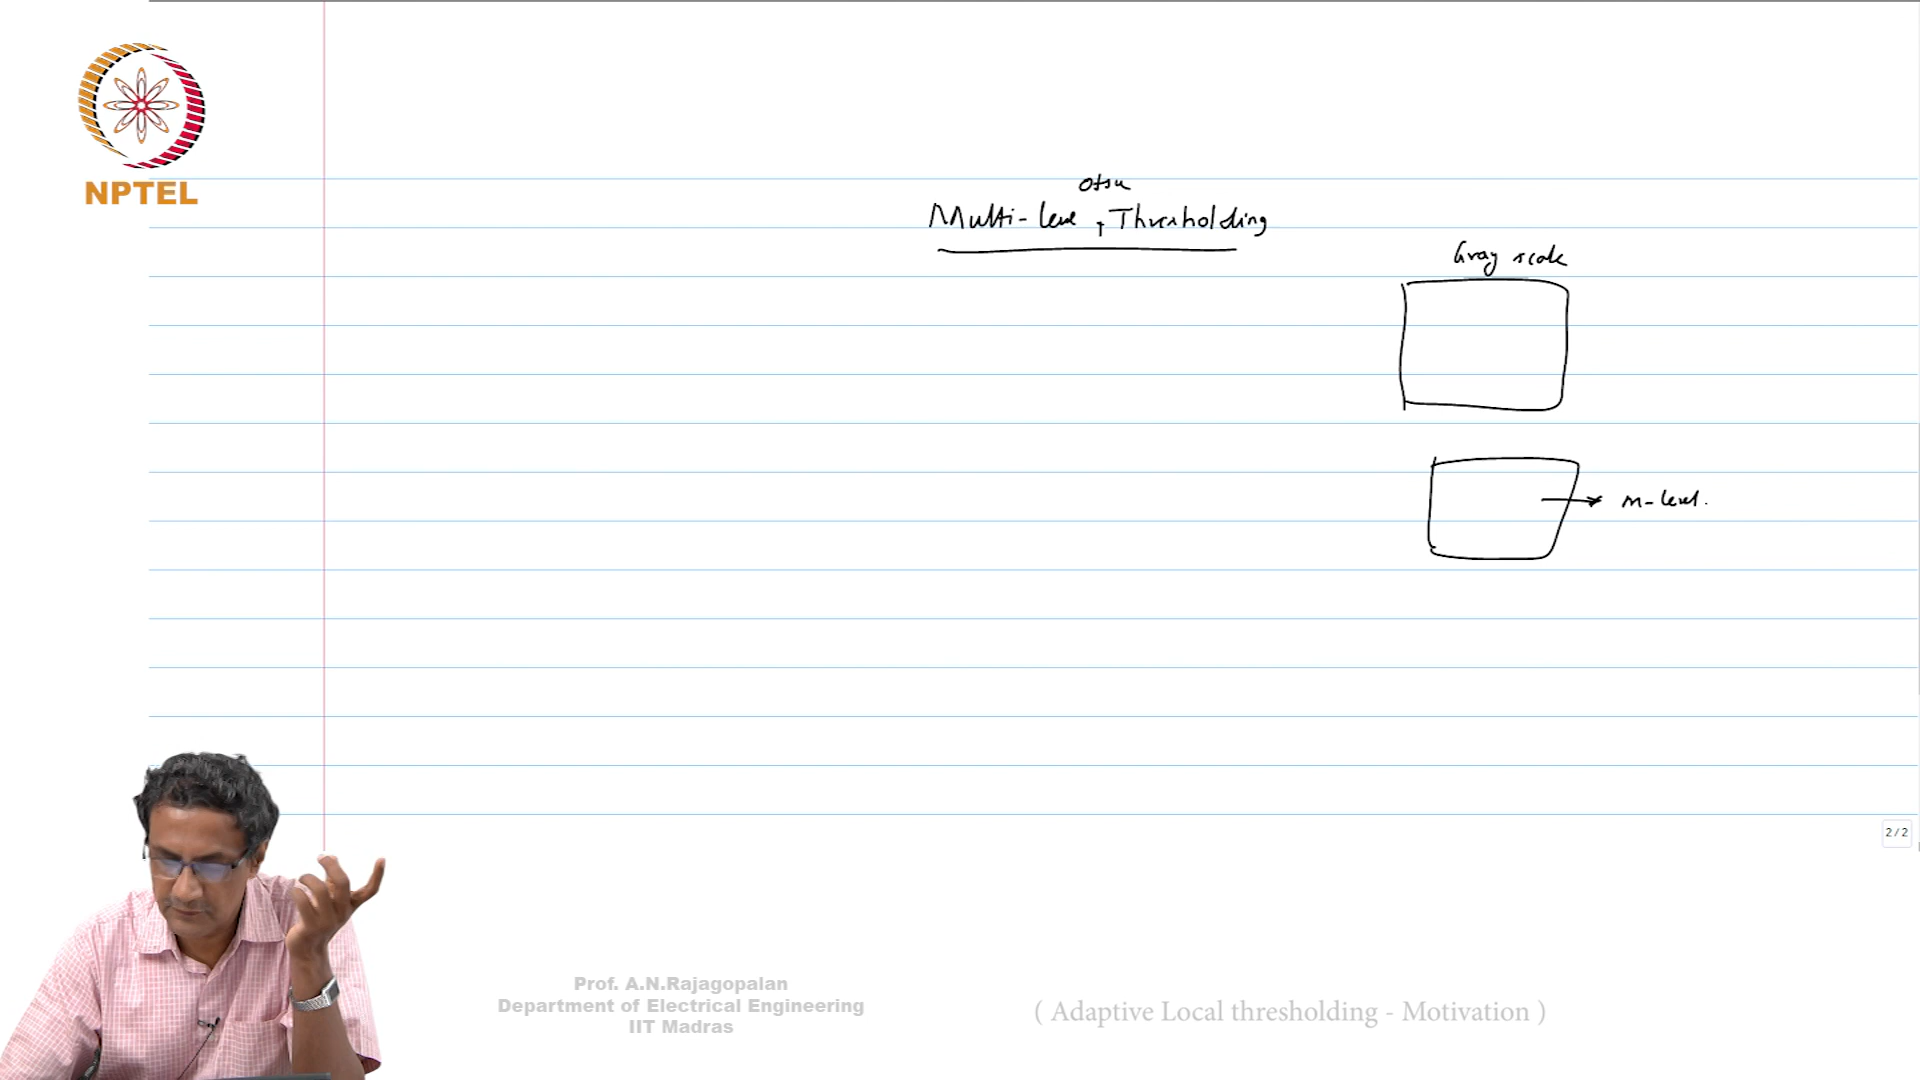 NPTEL
Otsu
Multi-level Thresholding
Gray scale
m-level.
2/2
Prof. A.N.Rajagopalan
Department of Electrical Engineering
IIT Madras
( Adaptive Local thresholding - Motivation )